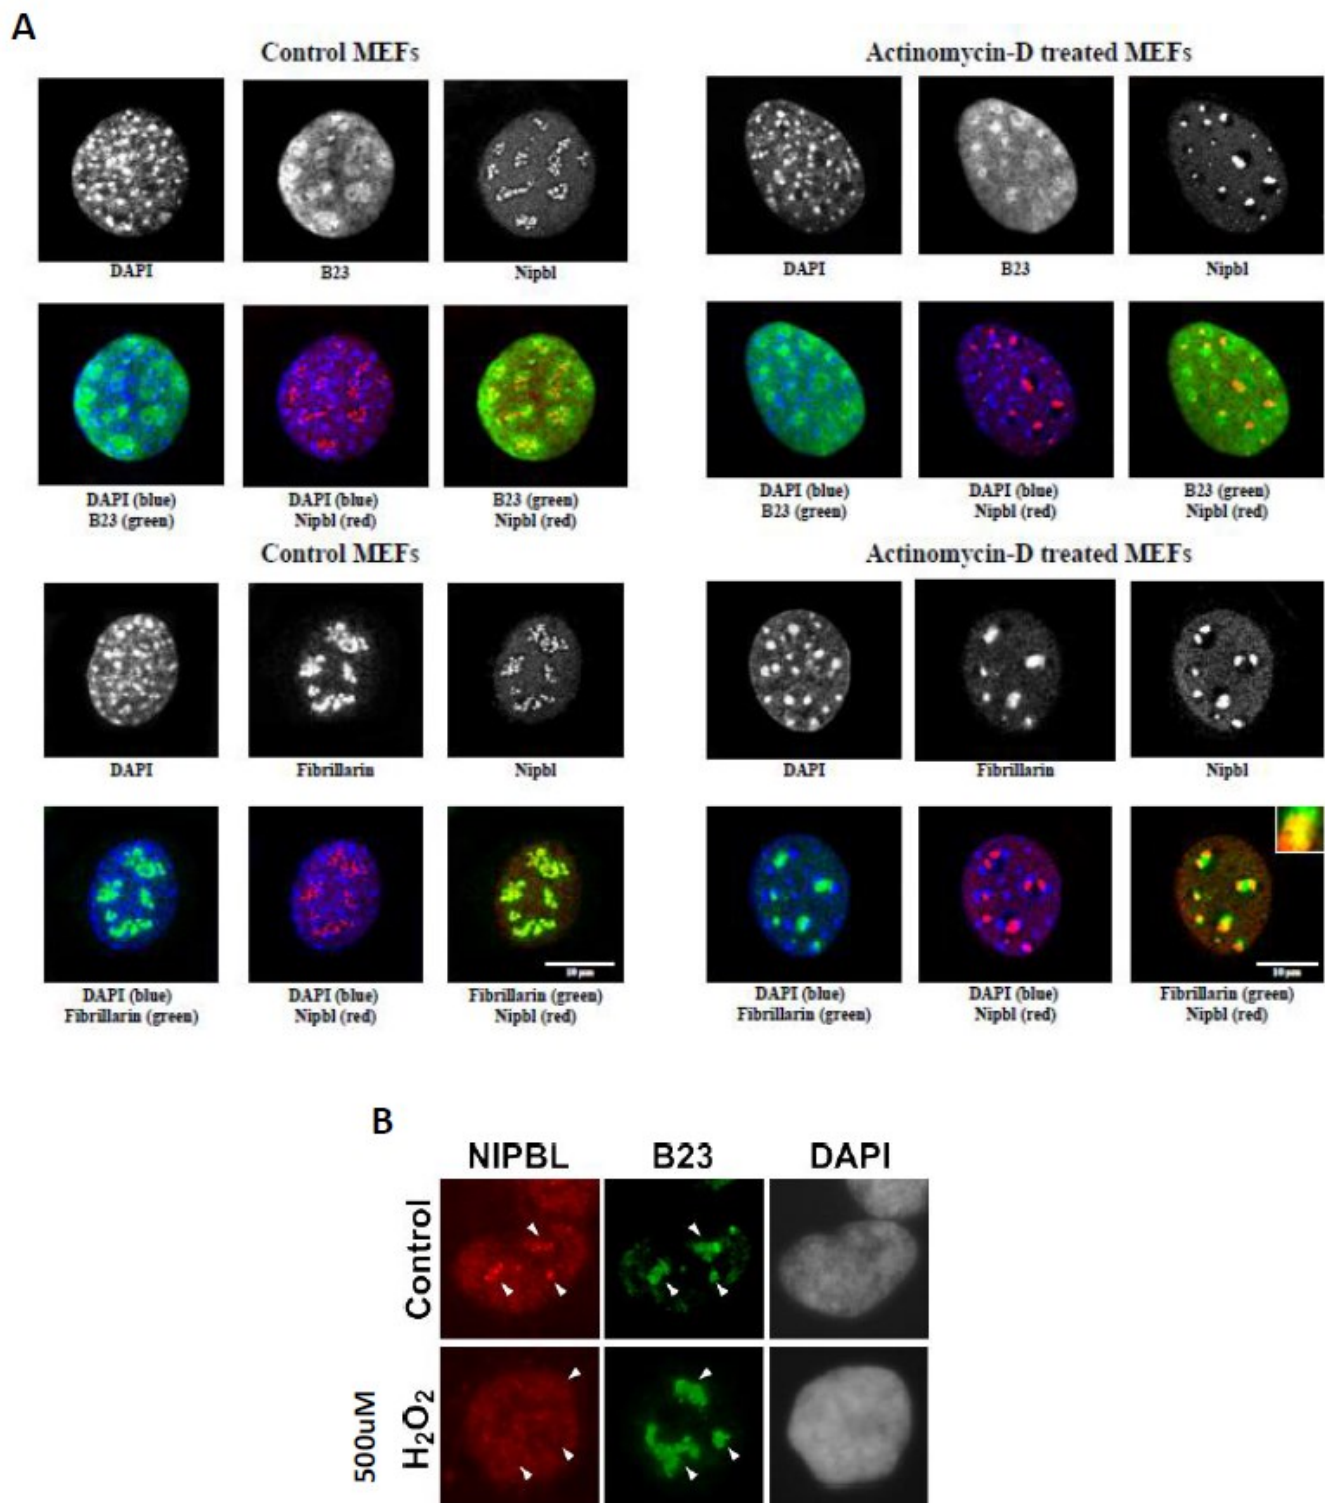 A
Control MEFs
Actinomycin-D treated MEFs
DAPI
B23
Nipbl
DAPI
B23
Nipbl
DAPI (blue)
B23 (green)
DAPI (blue)
Nipbl (red)
B23 (green)
Nipbl (red)
DAPI (blue)
B23 (green)
DAPI (blue)
Nipbl (red)
B23 (green)
Nipbl (red)
Control MEFs
Actinomycin-D treated MEFs
DAPI
Fibrillarin
Nipbl
DAPI
Fibrillarin
Nipbl
10 µm
10 µm
DAPI (blue)
Fibrillarin (green)
DAPI (blue)
Nipbl (red)
Fibrillarin (green)
Nipbl (red)
DAPI (blue)
Fibrillarin (green)
DAPI (blue)
Nipbl (red)
Fibrillarin (green)
Nipbl (red)
B
NIPBL
B23
DAPI
Control
500uM
H₂O₂